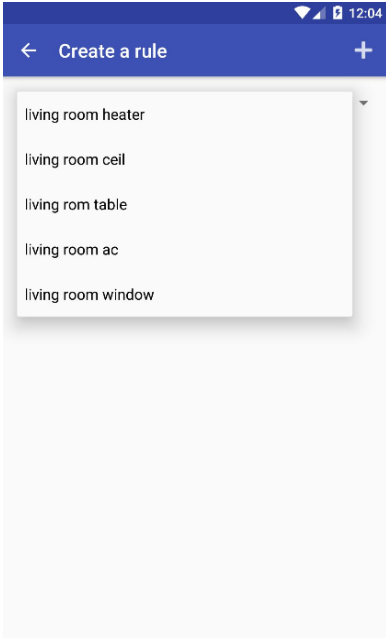 12:04
Create a rule
living room heater
living room ceil
living rom table
living room ac
living room window